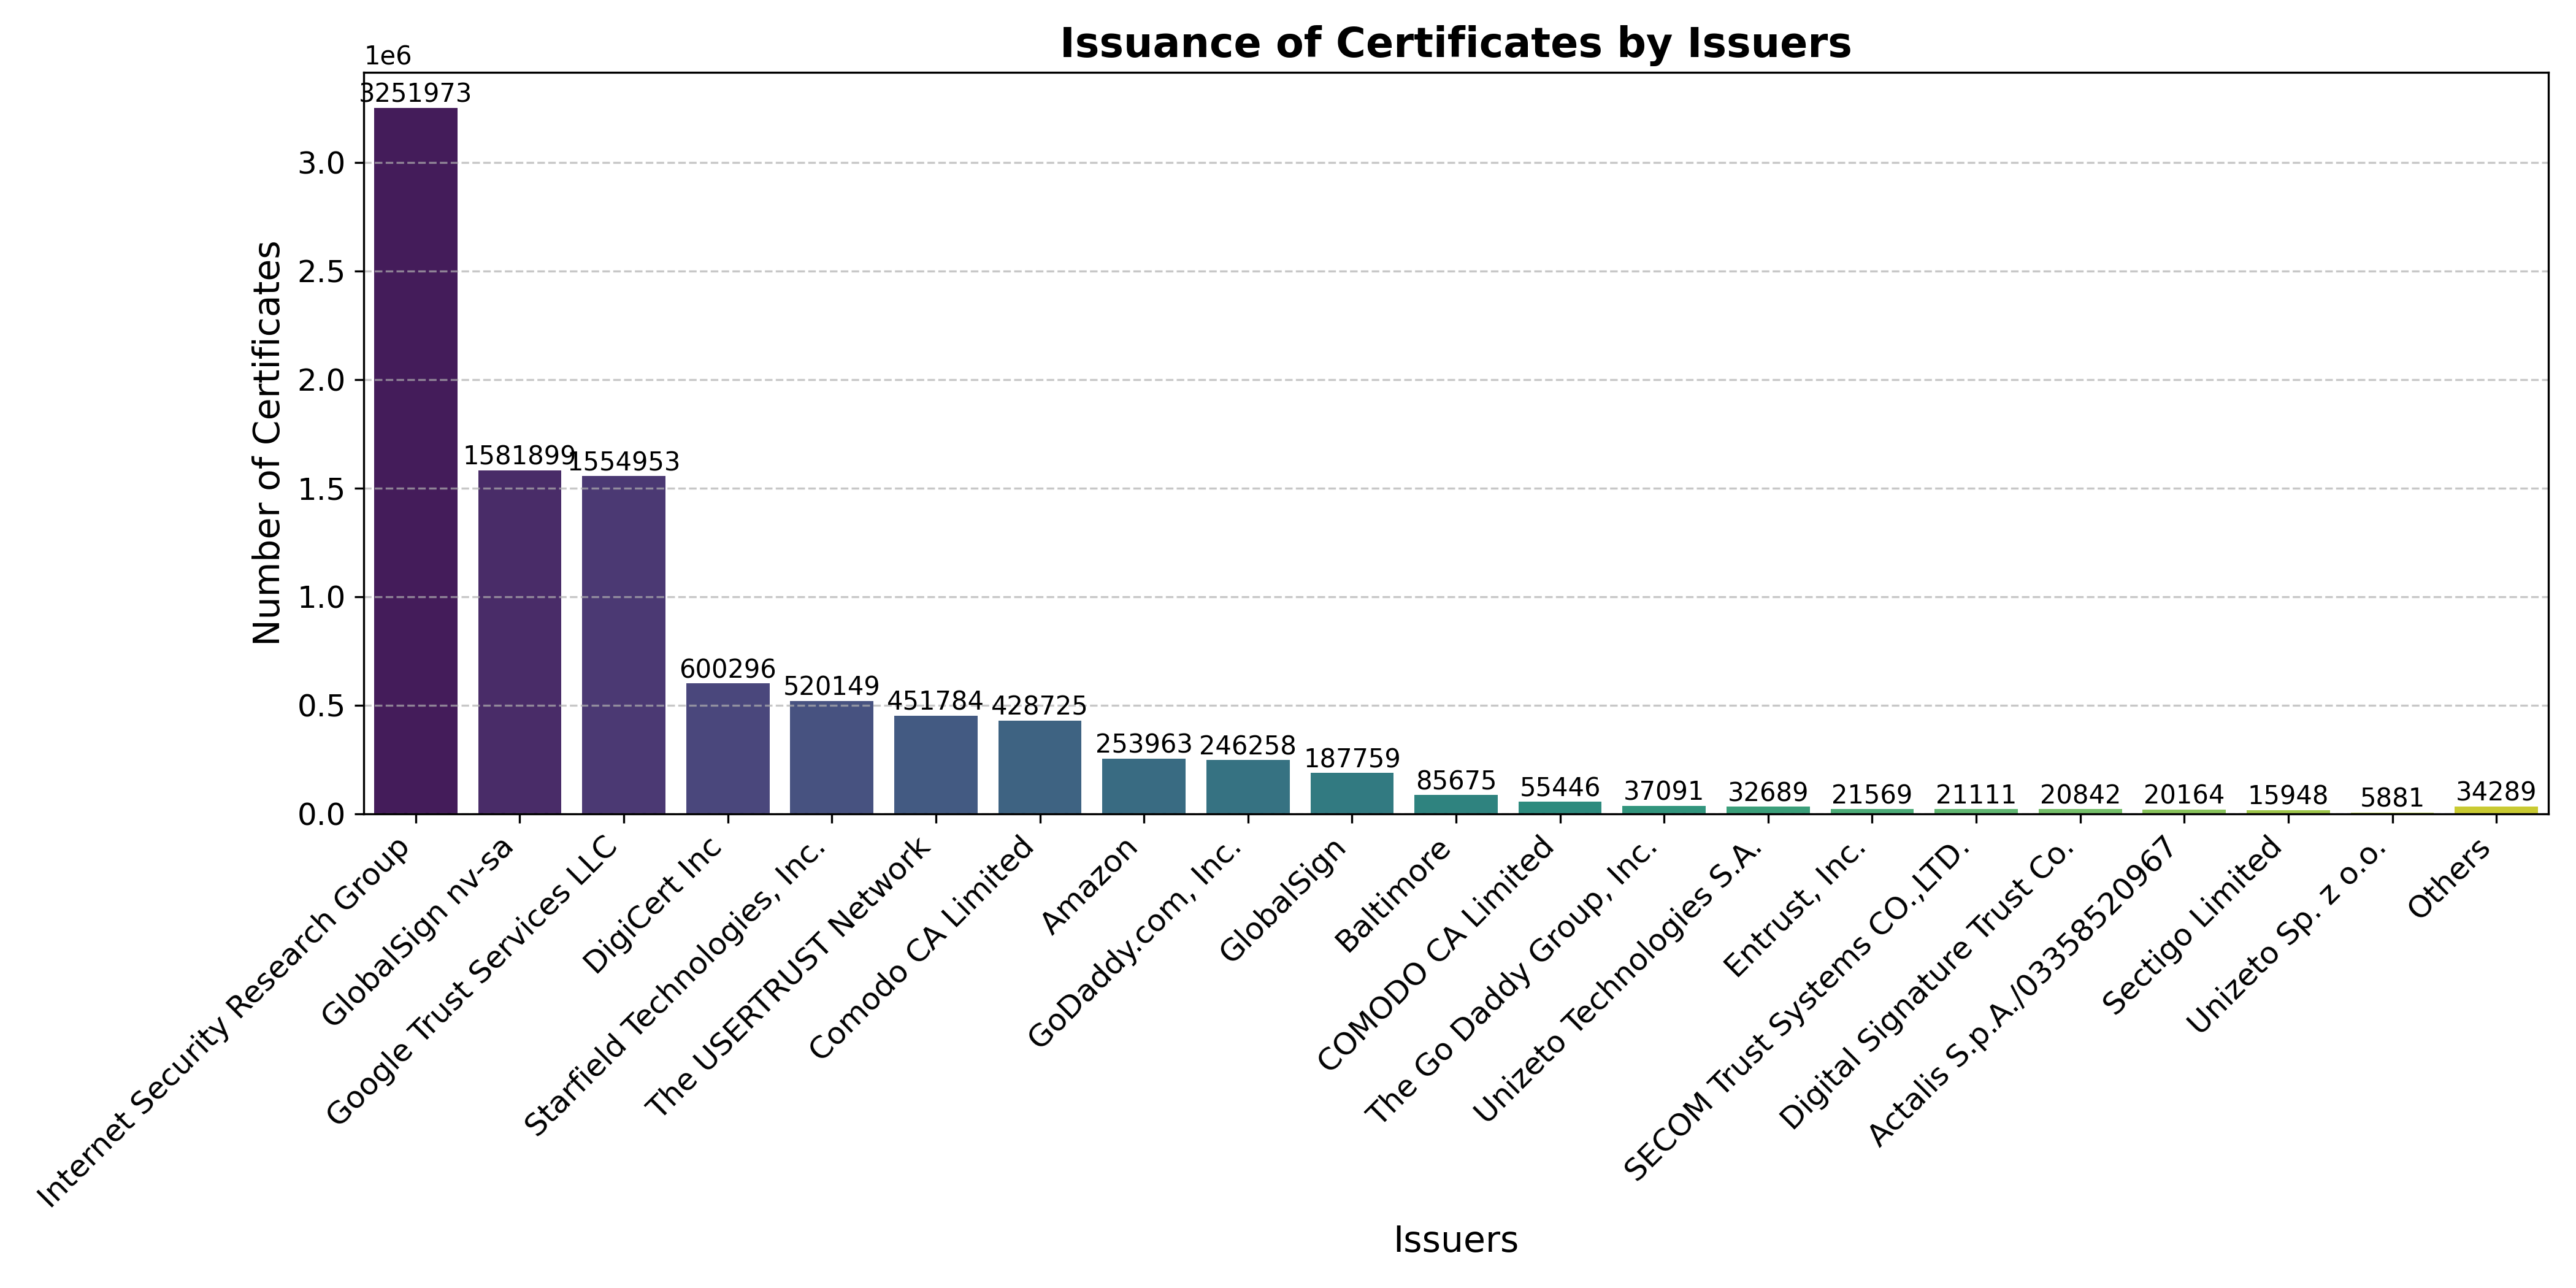 Issuance of Certificates by Issuers
1e6
Number of Certificates
3.0
2.5
2.0
1.5
1.0
0.5
0.0
3251973
1581899
1554953
600296
520149
451784
428725
253963
246258
187759
85675
55446
37091
32689
21569
21111
20842
20164
15948
5881
34289
Internet Security Research Group
GlobalSign nv-sa
Google Trust Services LLC
DigiCert Inc
Starfield Technologies, Inc.
The USERTRUST Network
Comodo CA Limited
Amazon
GoDaddy.com, Inc.
GlobalSign
Baltimore
COMODO CA Limited
The Go Daddy Group, Inc.
Unizeto Technologies S.A.
Entrust, Inc.
SECOM Trust Systems CO.,LTD.
Digital Signature Trust Co.
Actalis S.p.A./03358520967
Sectigo Limited
Unizeto Sp. z o.o.
Others
Issuers